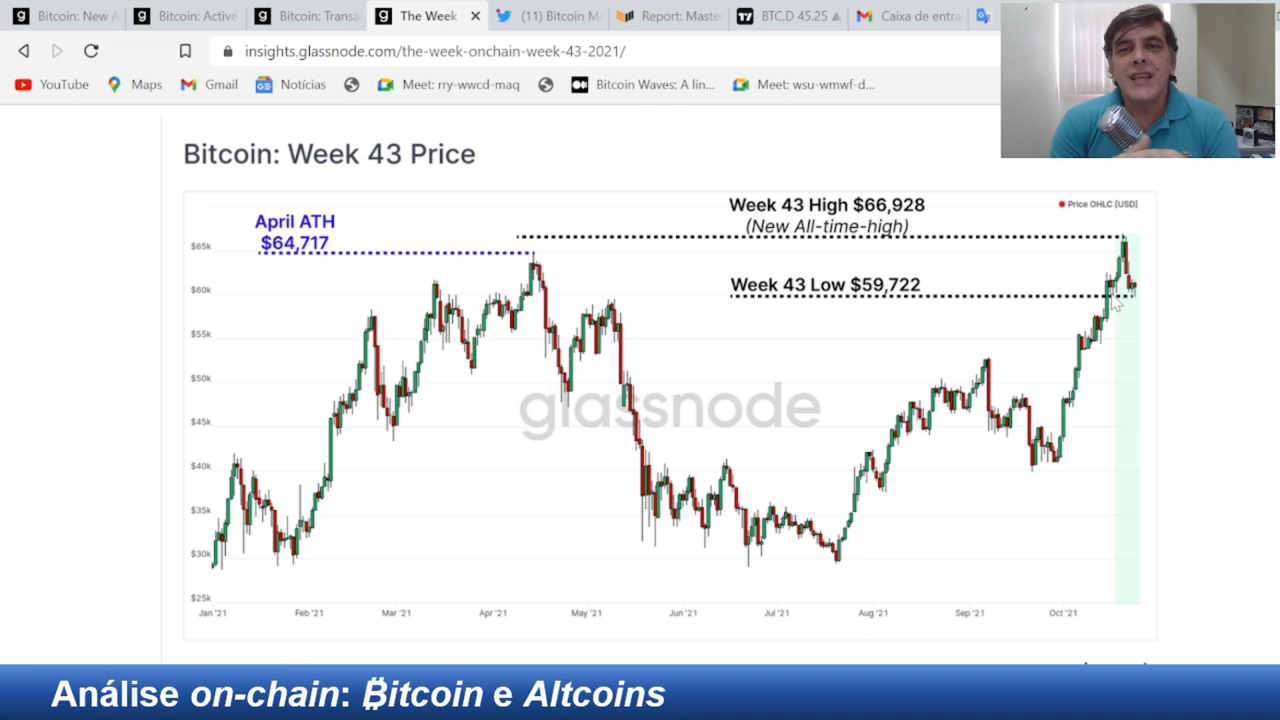 Bitcoin: New A
Bitcoin: Active
Bitcoin: Transa
The Week
(11) Bitcoin Ma
Report: Master
BTC.D 45.25
Caixa de entra
insights.glassnode.com/the-week-onchain-week-43-2021/
YouTube
Maps
Gmail
Notícias
Meet: rry-wwcd-maq
Bitcoin Waves: A lin...
Meet: wsu-wmwf-d...
Bitcoin: Week 43 Price
April ATH
$64,717
Week 43 High $66,928
(New All-time-high)
Price OHLC [USD]
Week 43 Low $59,722
$65k
$60k
$55k
$50k
$45k
$40k
$35k
$30k
$25k
glassnode
Jan '21
Feb '21
Mar '21
Apr '21
May '21
Jun '21
Jul '21
Aug '21
Sep '21
Oct '21
Análise on-chain: ₿itcoin e Altcoins